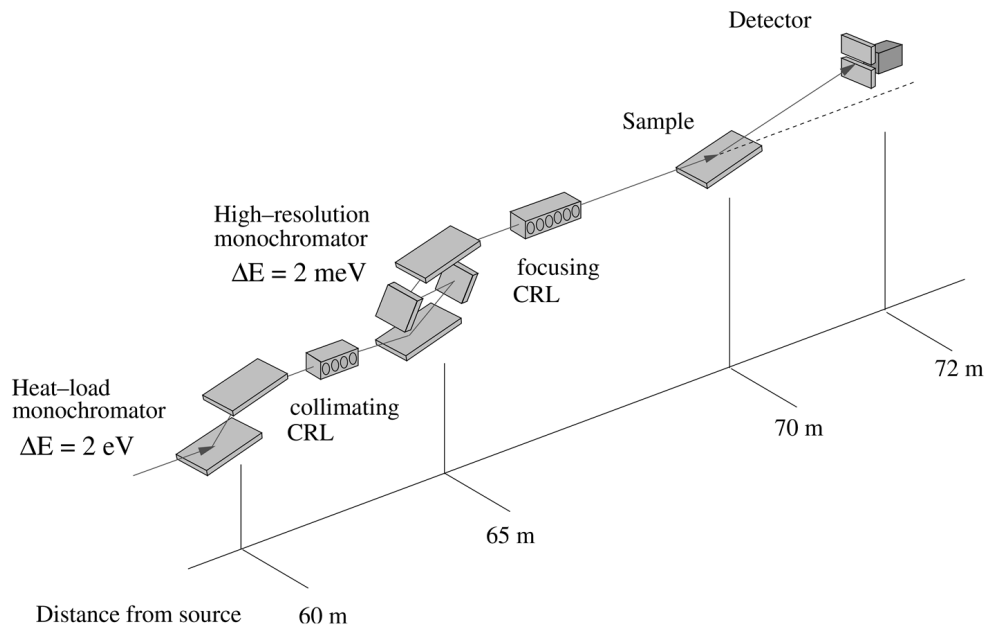 Detector
Sample
High–resolution
monochromator
ΔE = 2 meV
focusing
CRL
Heat–load
monochromator
ΔE = 2 eV
collimating
CRL
72 m
70 m
65 m
Distance from source
60 m